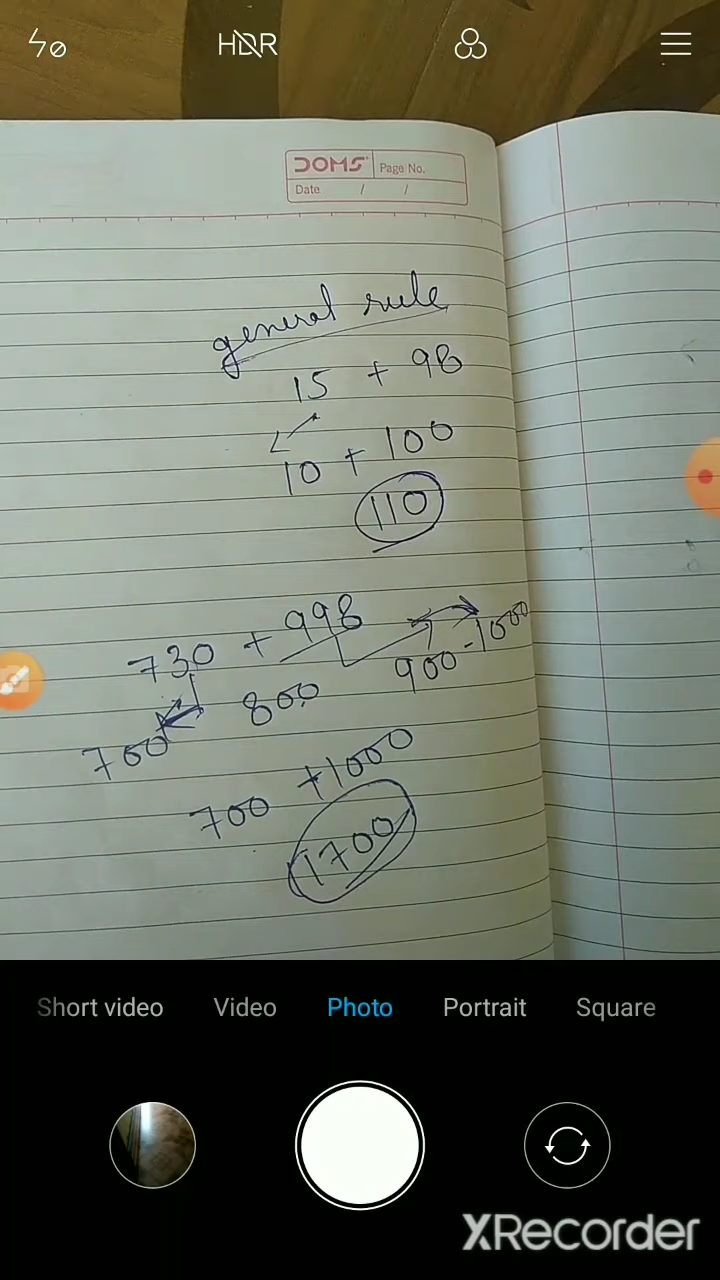 HDR
DOMS Page No.
Date / /
general rule
15 + 98
10 + 100
110
730 + 998
700 800 900-1000
700 + 1000
1700
Short video Video Photo Portrait Square
XRecorder